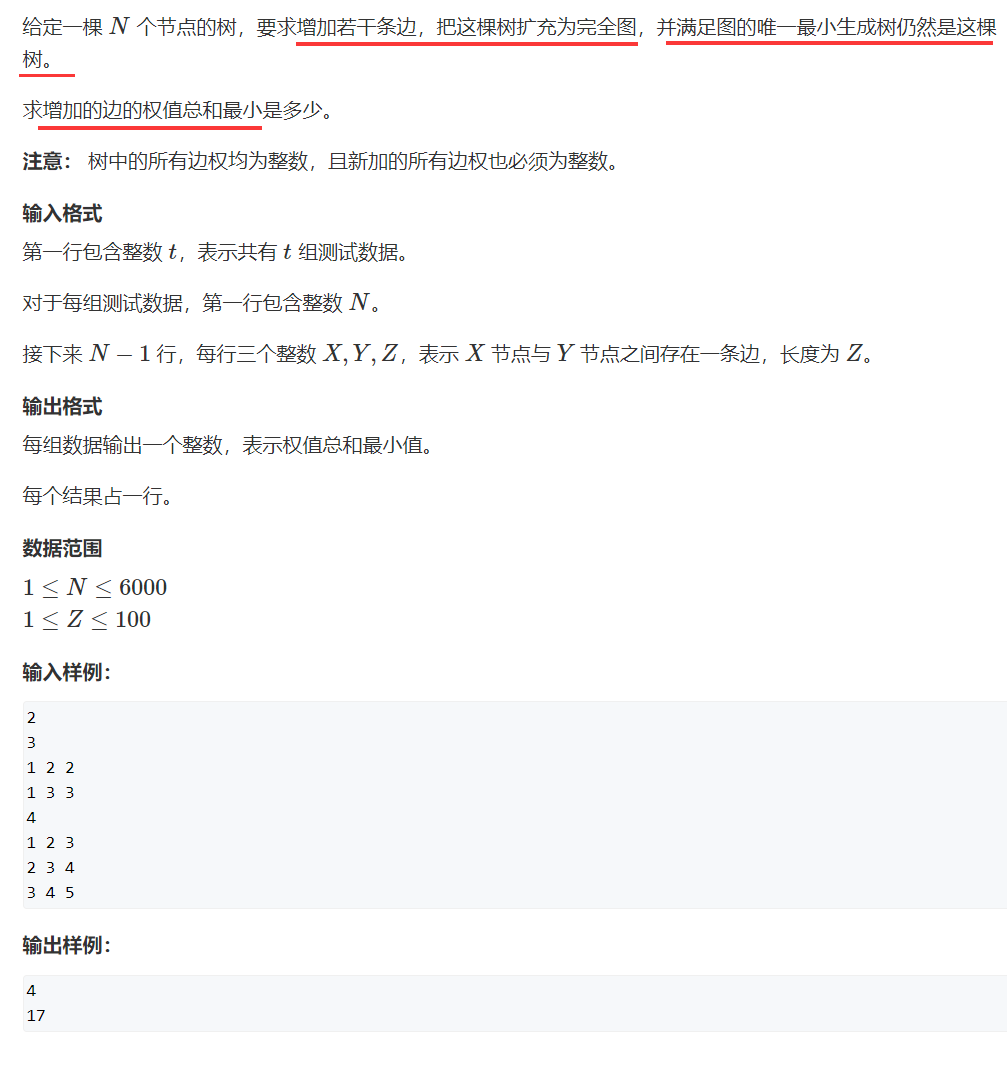 给定一棵 N 个节点的树，要求增加若干条边，把这棵树扩充为完全图，并满足图的唯一最小生成树仍然是这棵
树。
求增加的边的权值总和最小是多少。
注意： 树中的所有边权均为整数，且新加的所有边权也必须为整数。
输入格式
第一行包含整数 t，表示共有 t 组测试数据。
对于每组测试数据，第一行包含整数 N。
接下来 N − 1 行，每行三个整数 X, Y, Z，表示 X 节点与 Y 节点之间存在一条边，长度为 Z。
输出格式
每组数据输出一个整数，表示权值总和最小值。
每个结果占一行。
数据范围
1 ≤ N ≤ 6000
1 ≤ Z ≤ 100
输入样例：
2
3
1 2 2
1 3 3
4
1 2 3
2 3 4
3 4 5
输出样例：
4
17